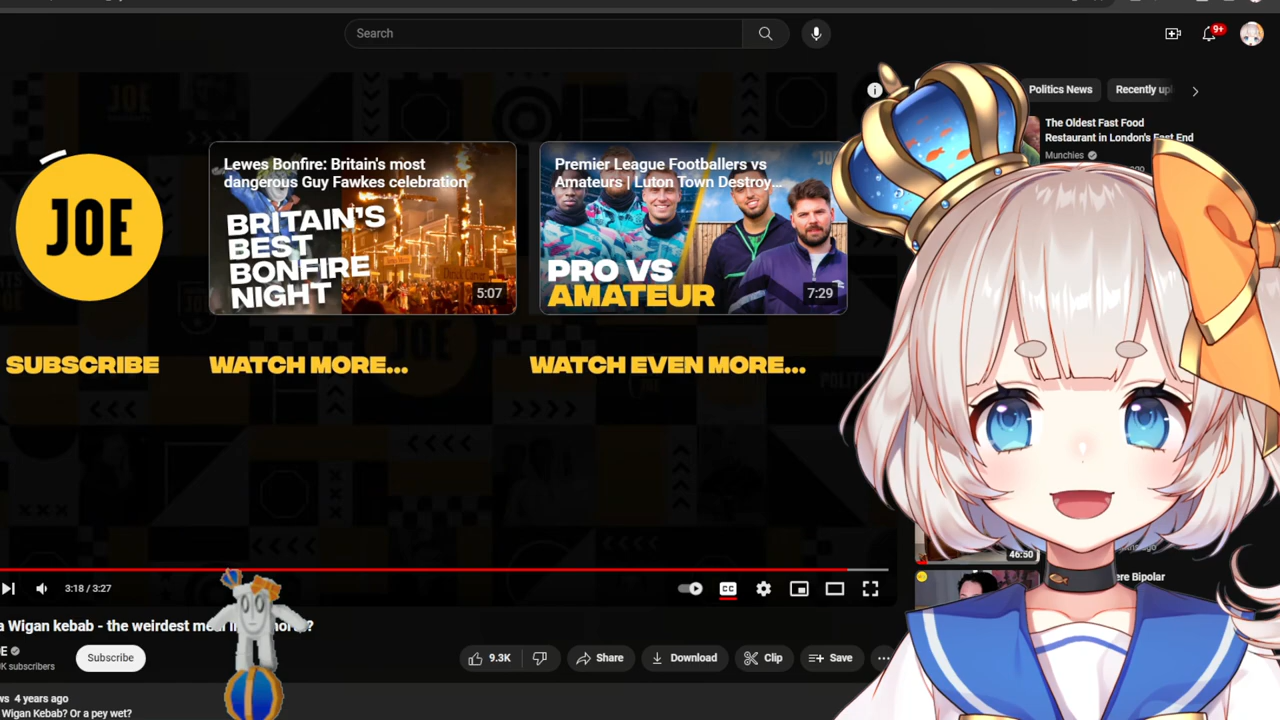 Search
9+
Politics News
Recently upl
The Oldest Fast Food
Restaurant in London's Fast End
Munchies
JOE
Lewes Bonfire: Britain's most
dangerous Guy Fawkes celebration
BRITAIN'S
BEST
BONFIRE
NIGHT
5:07
Premier League Footballers vs
Amateurs | Luton Town Destroy...
PRO VS
AMATEUR
7:29
SUBSCRIBE
WATCH MORE...
WATCH EVEN MORE...
46:50
ere Bipolar
3:18 / 3:27
CC
a Wigan kebab - the weirdest me
?
OE
K subscribers
Subscribe
9.3K
Share
Download
Clip
Save
ws 4 years ago
Wigan Kebab? Or a pey wet?